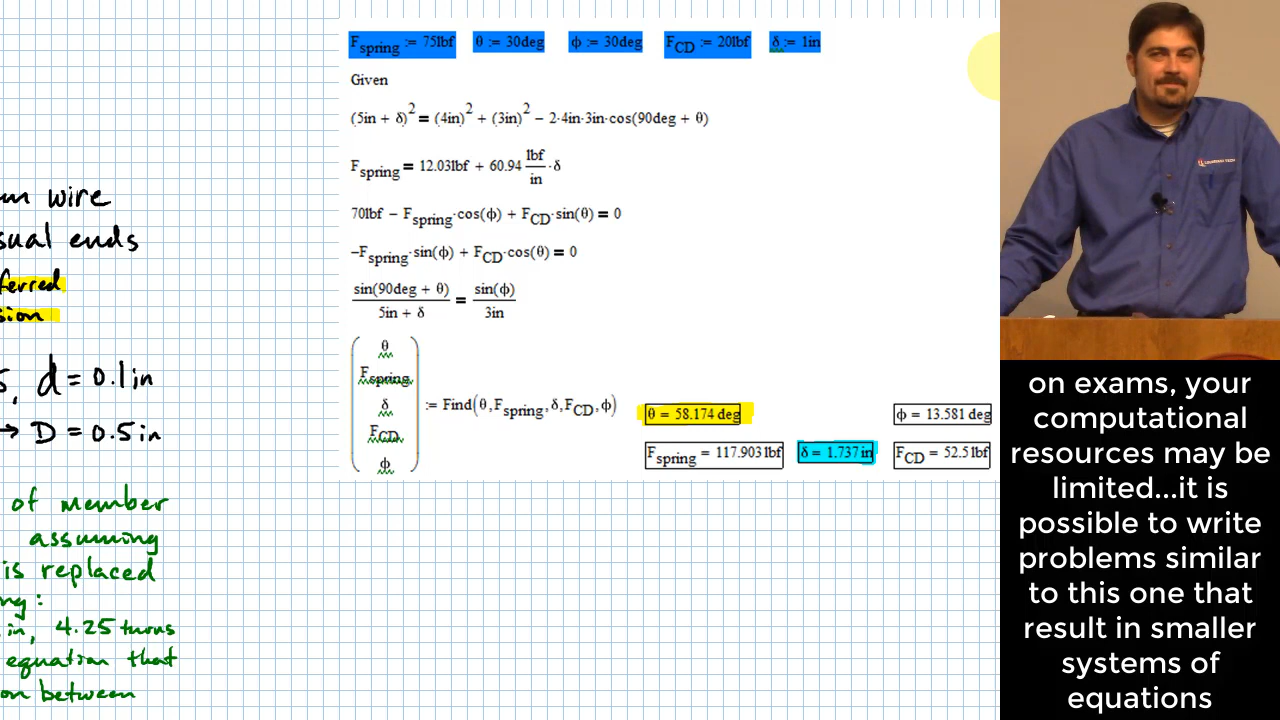 F_spring := 75lbf θ := 30deg ϕ := 30deg F_CD := 20lbf δ := 1in
Given
(5in + δ)² = (4in)² + (3in)² − 2·4in·3in·cos(90deg + θ)
F_spring = 12.03lbf + 60.94 lbf/in · δ
70lbf − F_spring·cos(ϕ) + F_CD·sin(θ) = 0
−F_spring·sin(ϕ) + F_CD·cos(θ) = 0
sin(90deg + θ)/(5in + δ) = sin(ϕ)/3in
θ
F_spring
δ
F_CD
ϕ
:= Find(θ,F_spring,δ,F_CD,ϕ)
θ = 58.174 deg ϕ = 13.581 deg
F_spring = 117.903 lbf δ = 1.737 in F_CD = 52.5 lbf
wire
sual ends
ferred
sion
d = 0.1in
→ D = 0.5in
of member
assuming
is replaced
ng:
in, 4.25 turns
equation that
on between
on exams, your
computational
resources may be
limited...it is
possible to write
problems similar
to this one that
result in smaller
systems of
equations